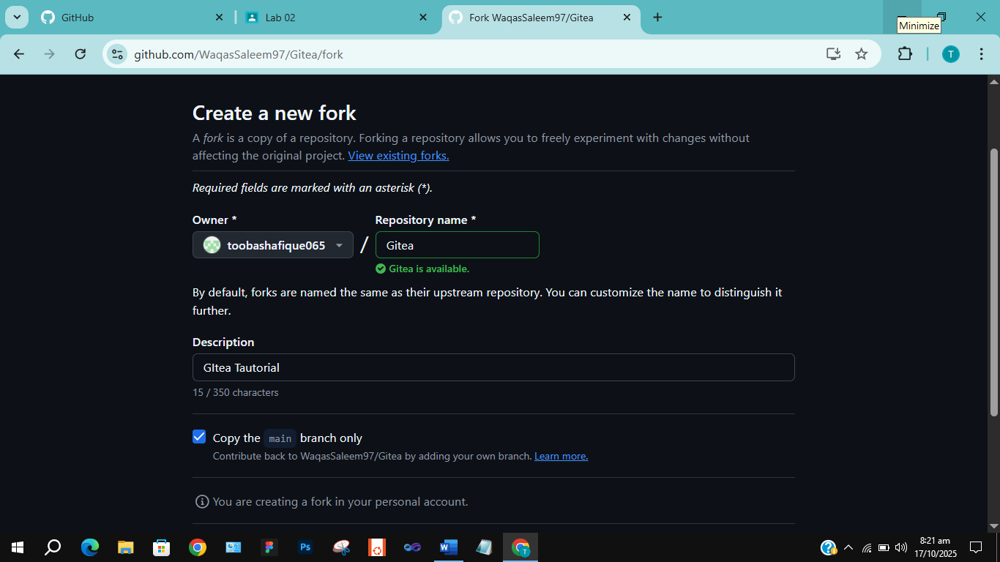 GitHub
Lab 02
Fork WaqasSaleem97/Gitea
Minimize
github.com/WaqasSaleem97/Gitea/fork
T
Create a new fork
A fork is a copy of a repository. Forking a repository allows you to freely experiment with changes without
affecting the original project. View existing forks.
Required fields are marked with an asterisk (*).
Owner *
Repository name *
toobashafique065
/
Gitea
Gitea is available.
By default, forks are named the same as their upstream repository. You can customize the name to distinguish it
further.
Description
GItea Tautorial
15 / 350 characters
Copy the main branch only
Contribute back to WaqasSaleem97/Gitea by adding your own branch. Learn more.
You are creating a fork in your personal account.
Ps
W
T
8:21 am
17/10/2025